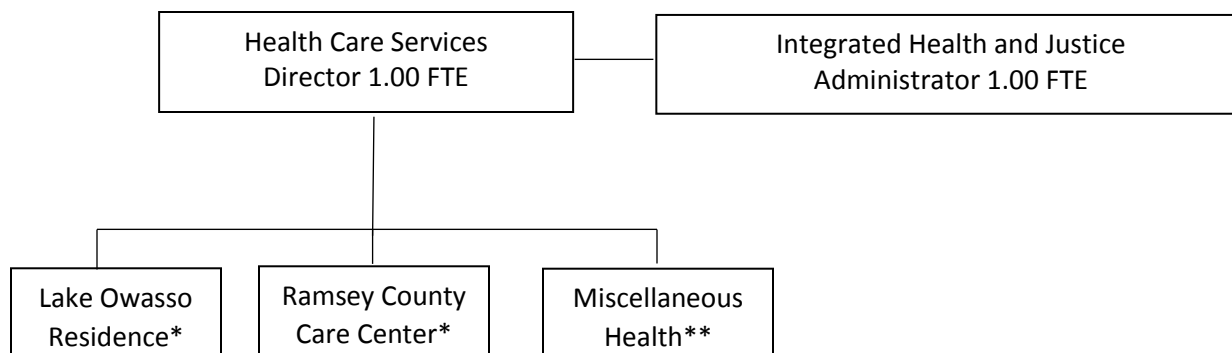 Health Care Services
Director 1.00 FTE
Integrated Health and Justice
Administrator 1.00 FTE
Lake Owasso
Residence*
Ramsey County
Care Center*
Miscellaneous
Health**